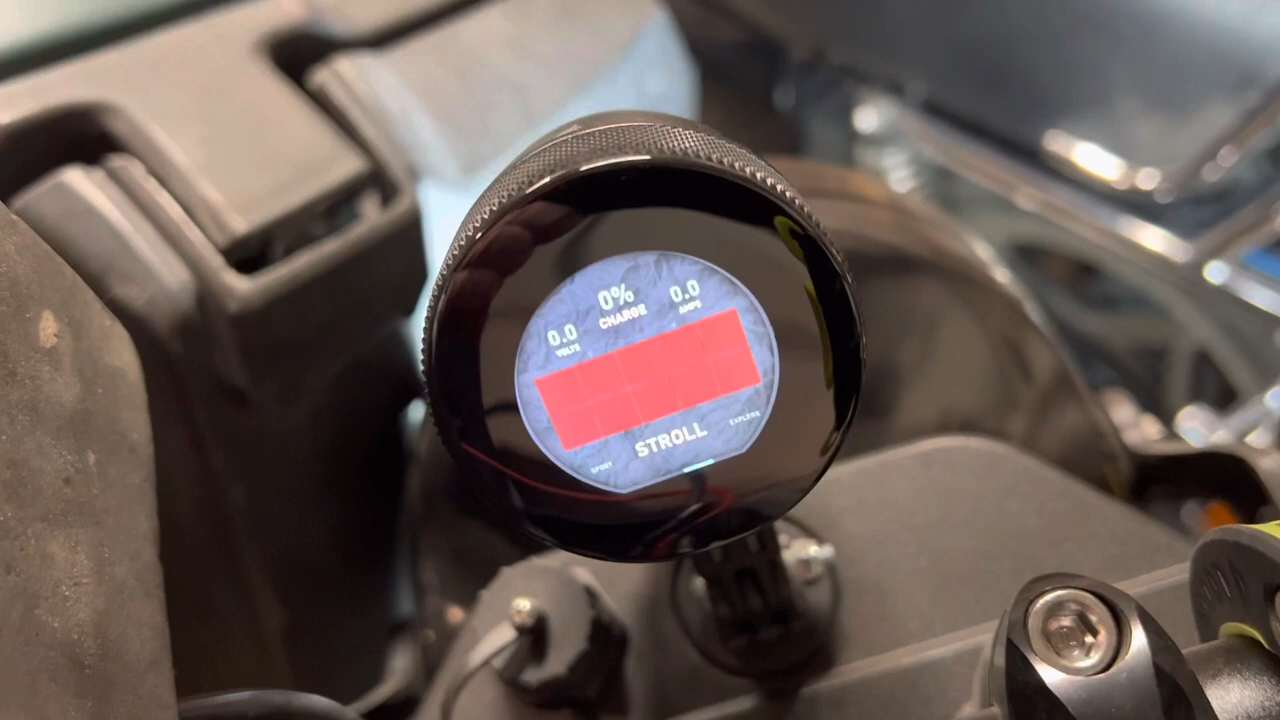 0%
CHARGE
0.0
VOLTS
0.0
AMPS
STROLL
SPORT
EXPLORE